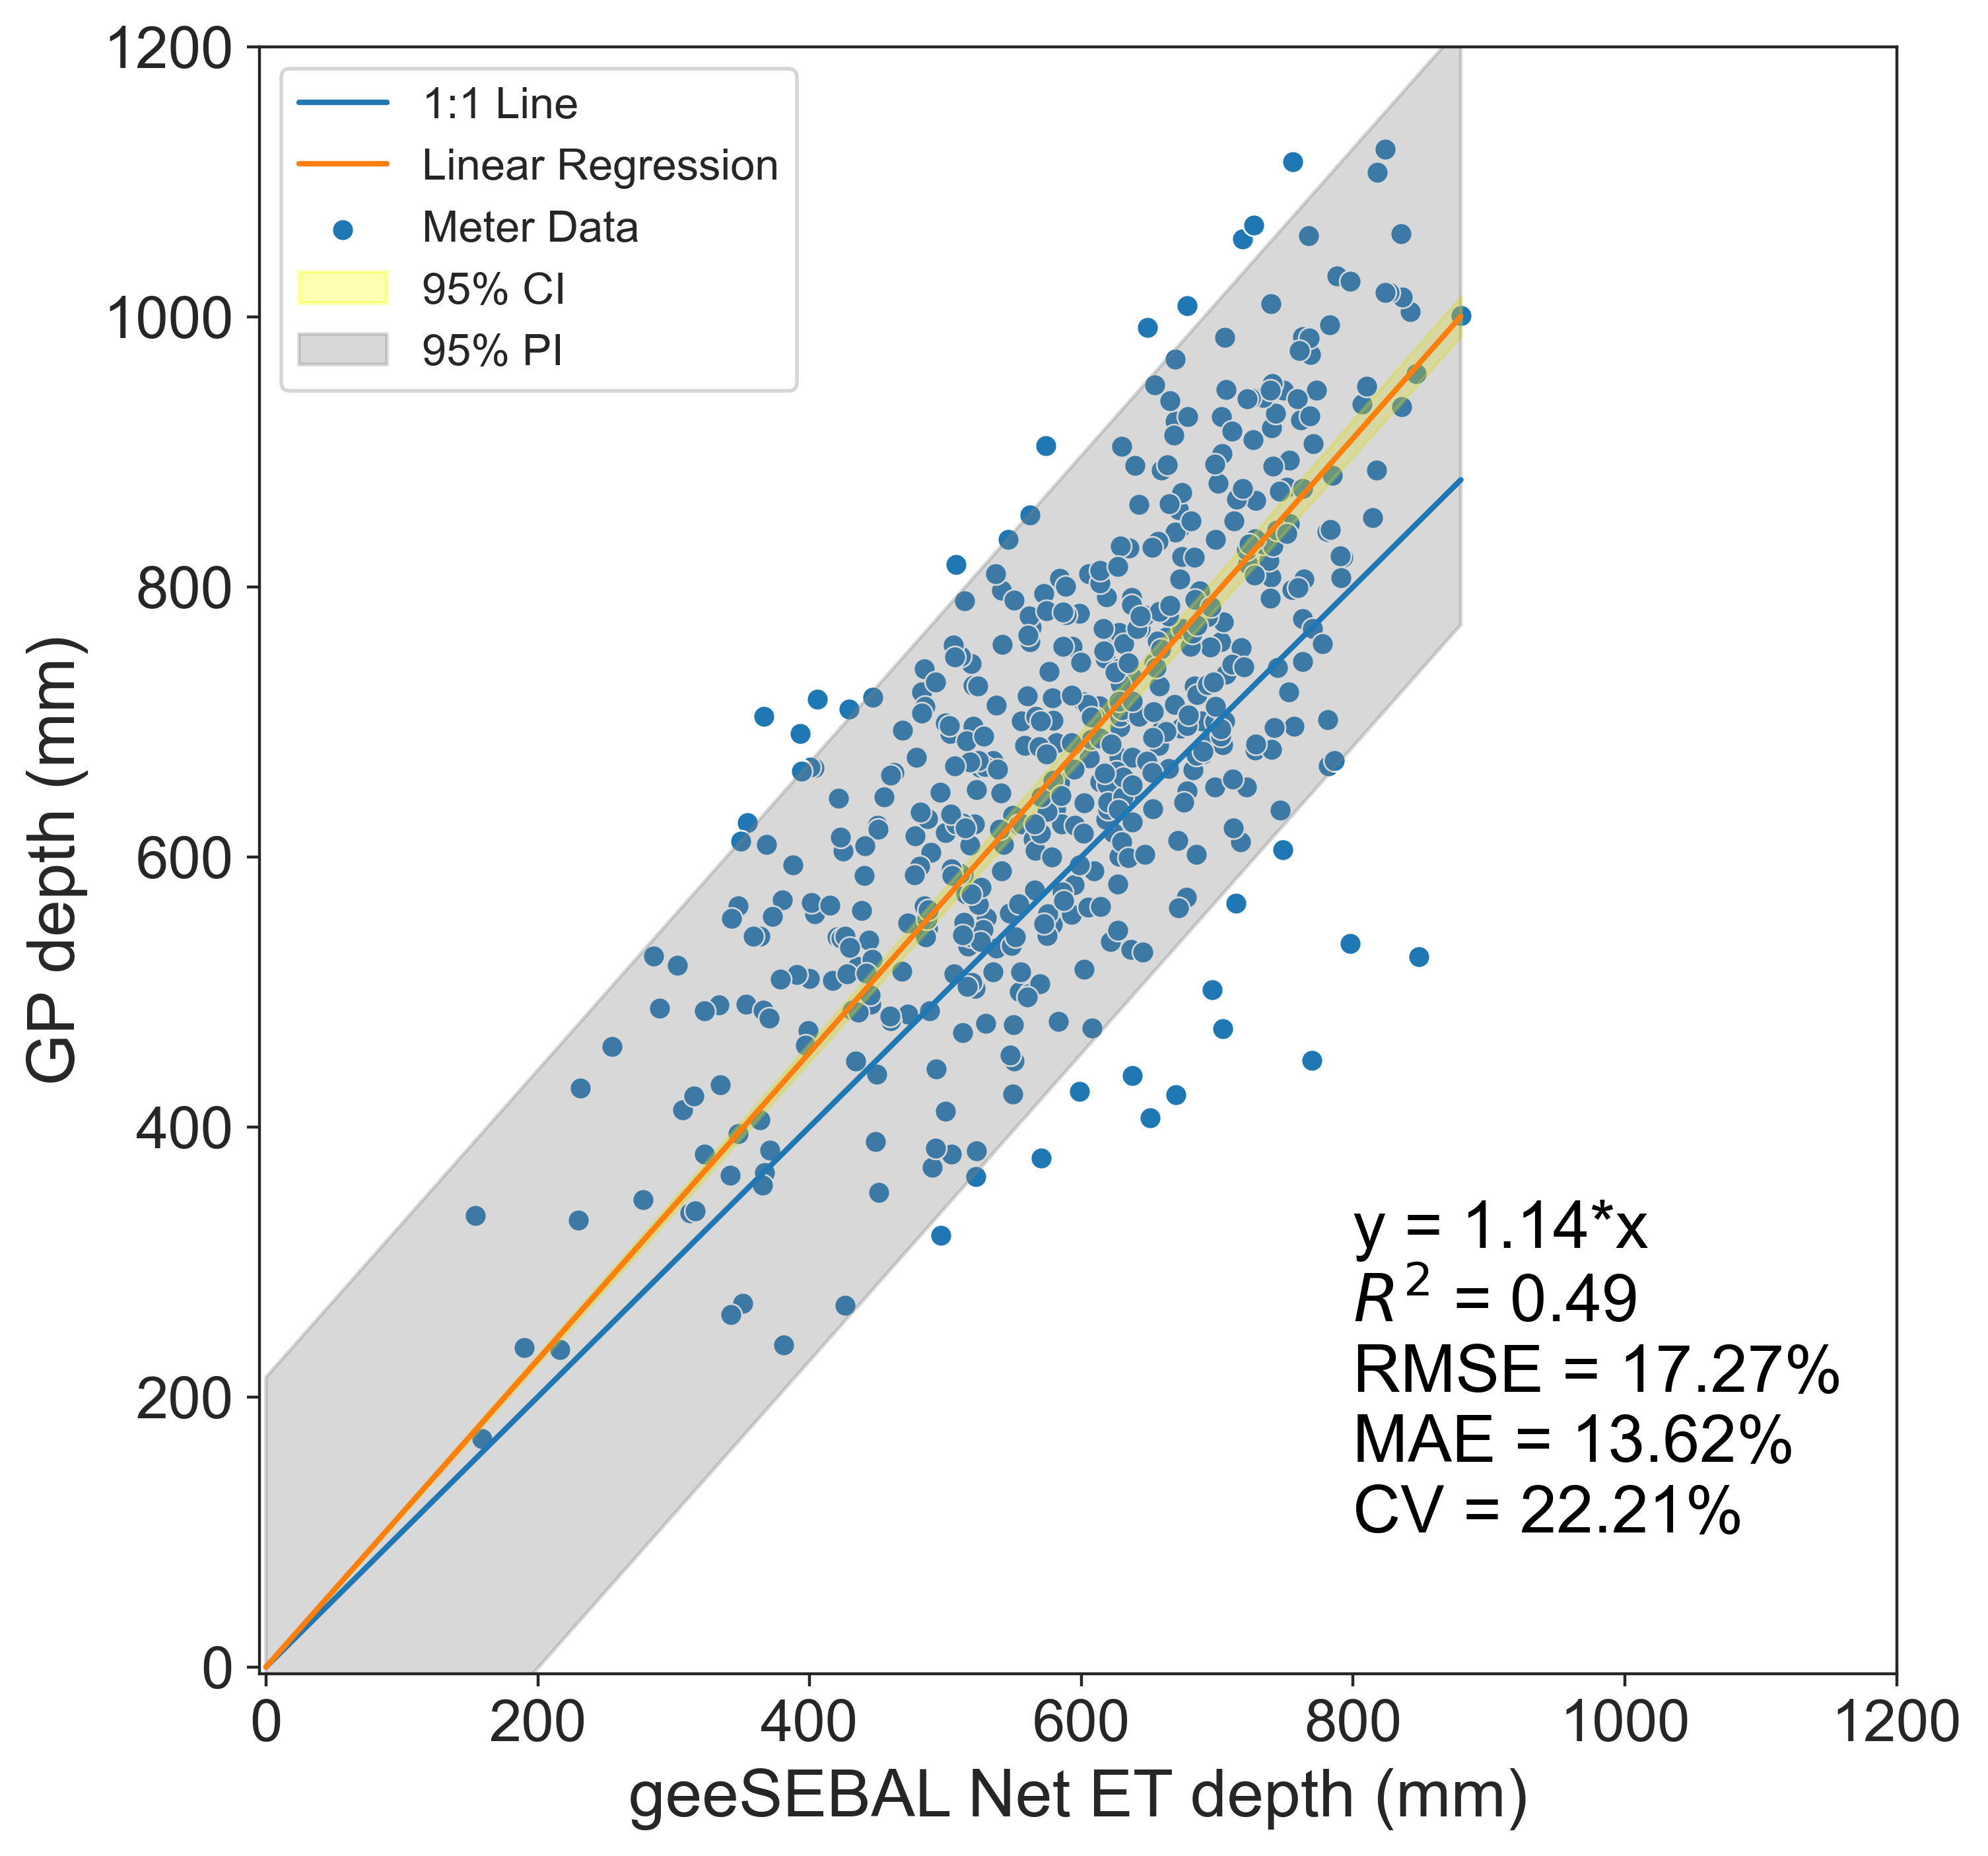 1:1 Line
Linear Regression
Meter Data
95% CI
95% PI
1200
1000
800
600
400
200
0
GP depth (mm)
y = 1.14*x
R² = 0.49
RMSE = 17.27%
MAE = 13.62%
CV = 22.21%
0 200 400 600 800 1000 1200
geeSEBAL Net ET depth (mm)